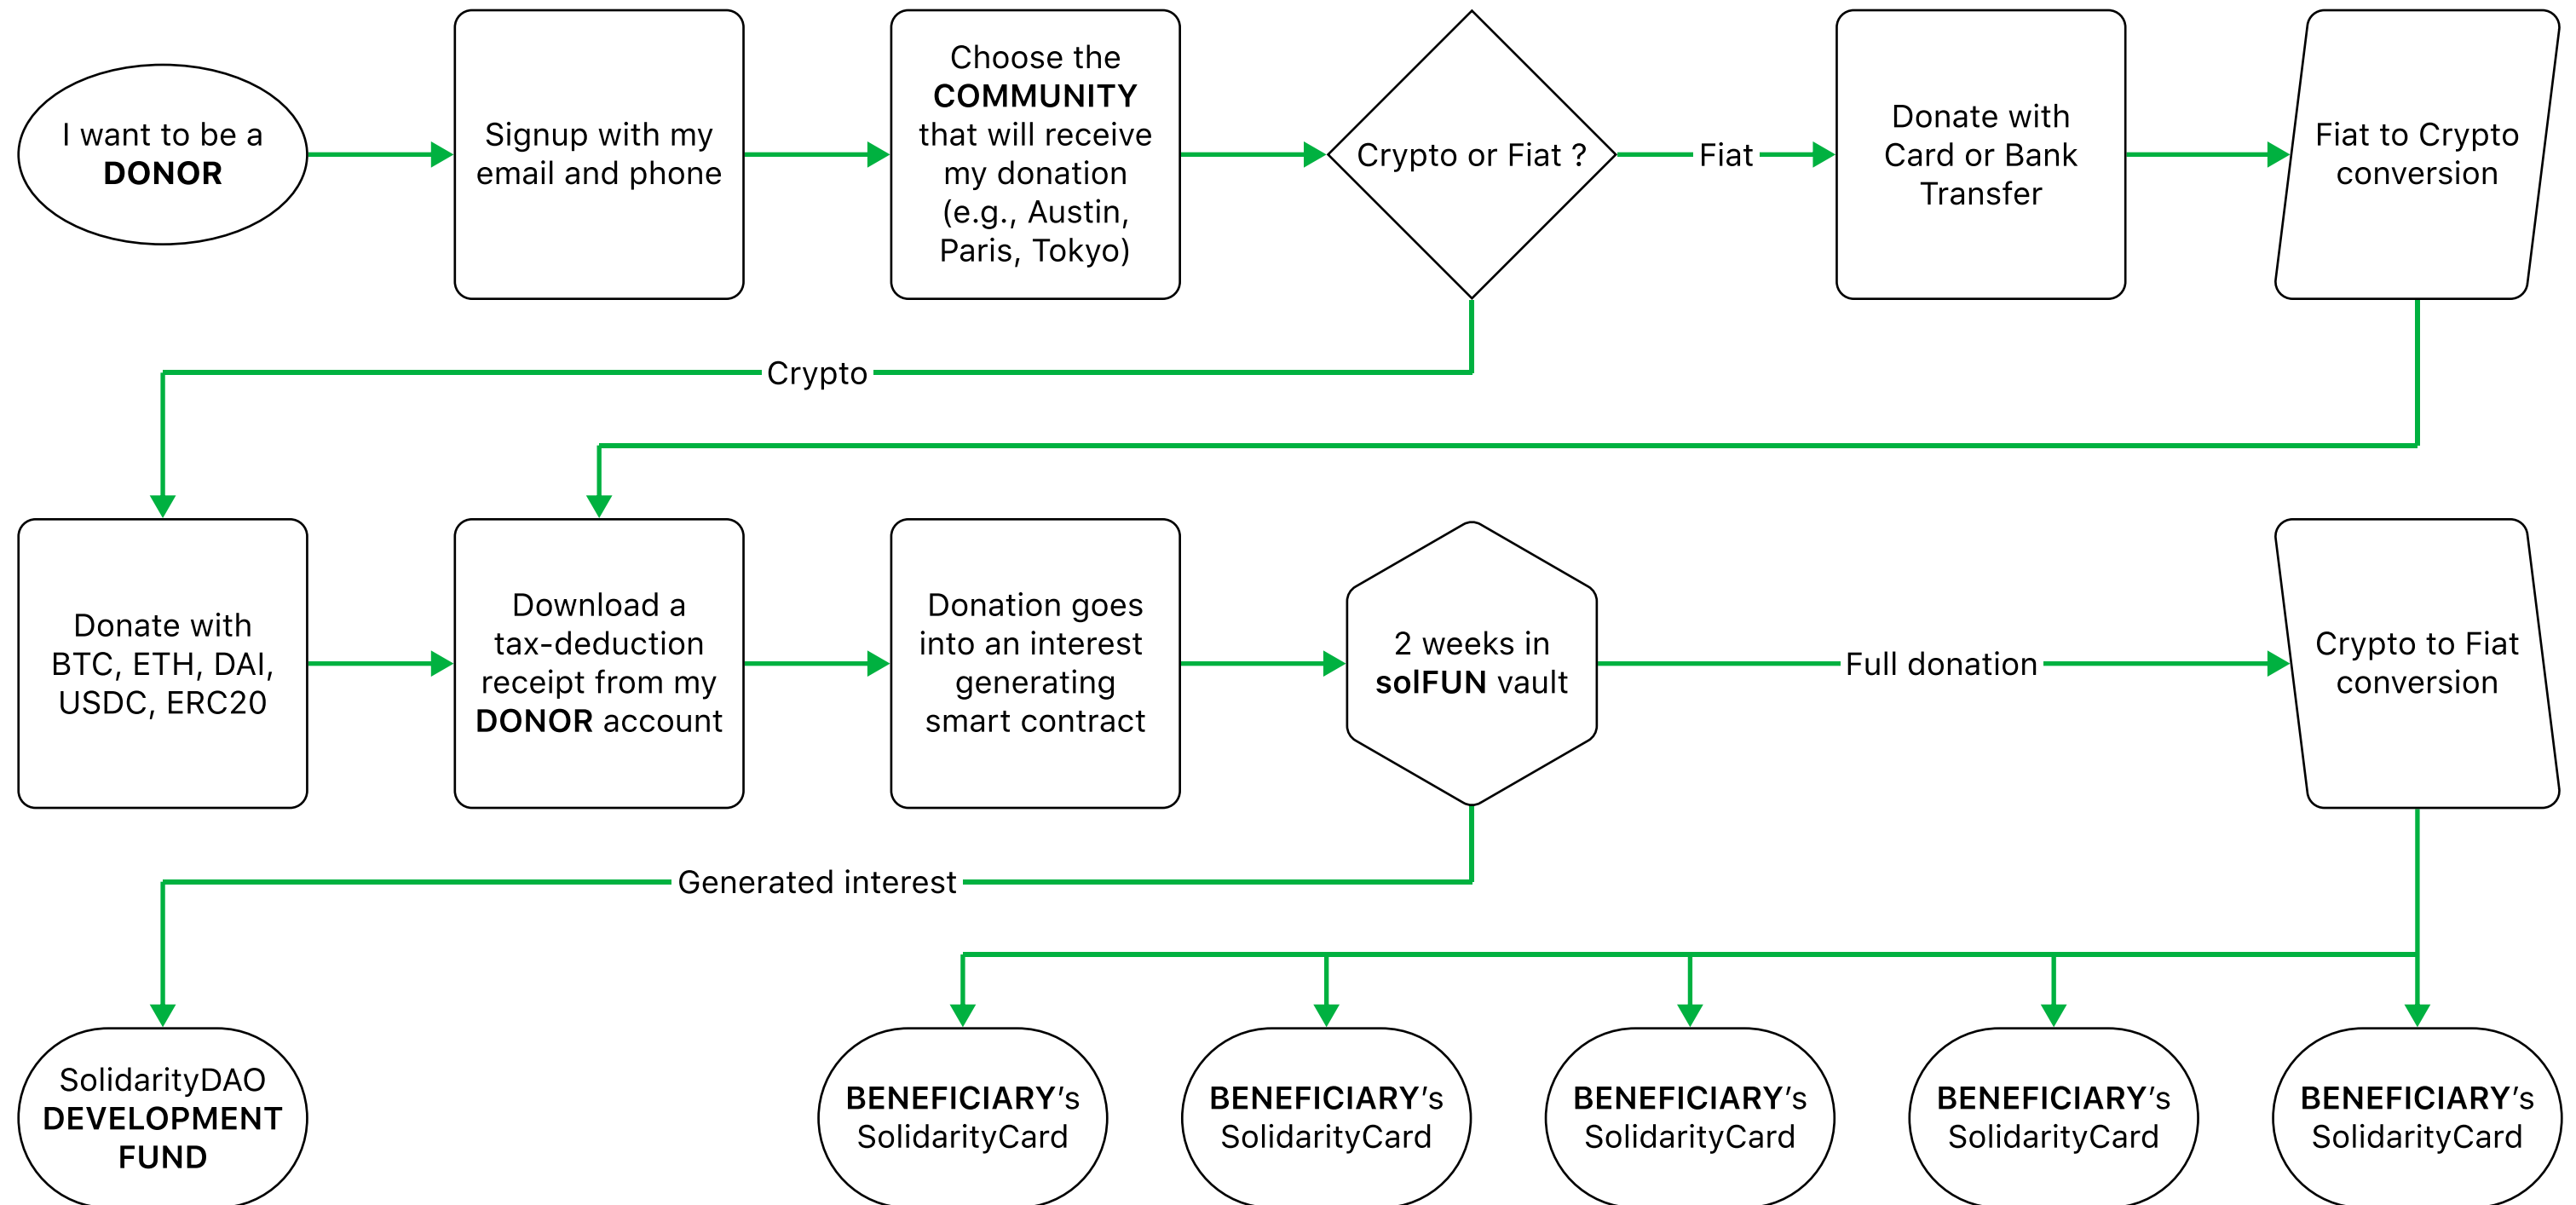 I want to be a
DONOR
Signup with my
email and phone
Choose the
COMMUNITY
that will receive
my donation
(e.g., Austin,
Paris, Tokyo)
Crypto or Fiat ?
Fiat
Donate with
Card or Bank
Transfer
Fiat to Crypto
conversion
Crypto
Donate with
BTC, ETH, DAI,
USDC, ERC20
Download a
tax-deduction
receipt from my
DONOR account
Donation goes
into an interest
generating
smart contract
2 weeks in
solFUN vault
Full donation
Crypto to Fiat
conversion
Generated interest
SolidarityDAO
DEVELOPMENT
FUND
BENEFICIARY’s
SolidarityCard
BENEFICIARY’s
SolidarityCard
BENEFICIARY’s
SolidarityCard
BENEFICIARY’s
SolidarityCard
BENEFICIARY’s
SolidarityCard